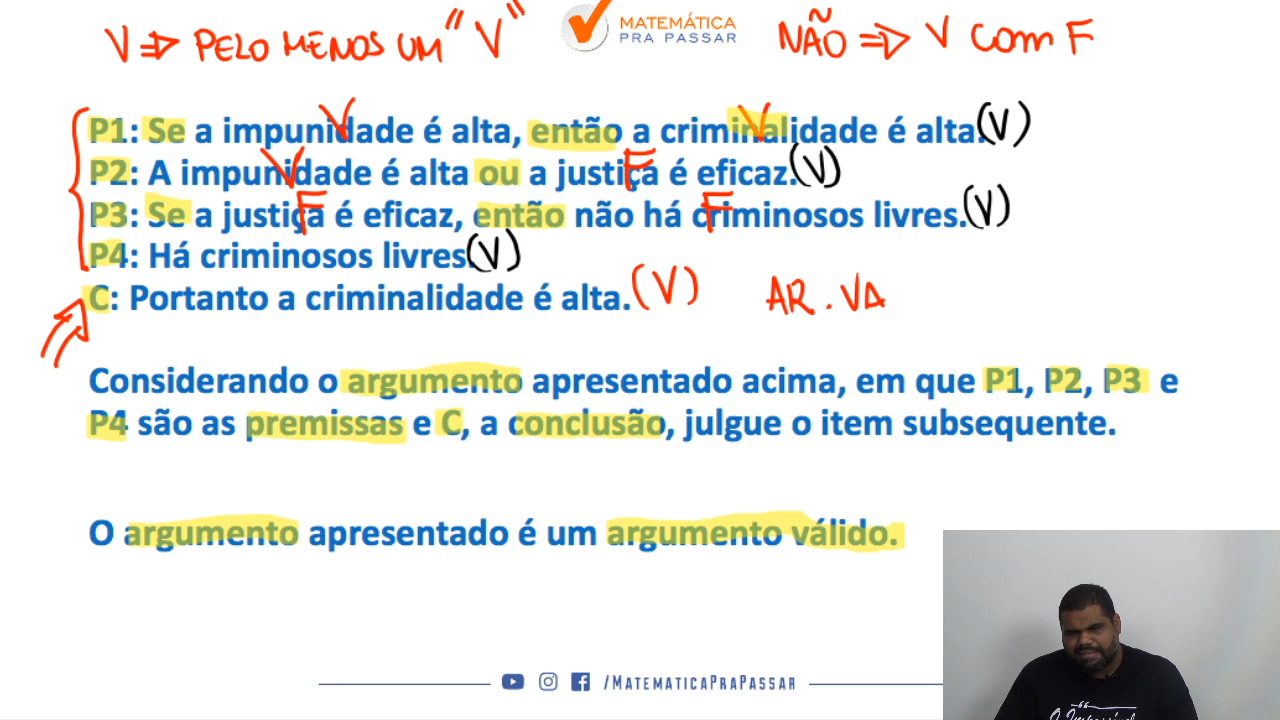 V ⇒ PELO MENOS UM "V"
MATEMÁTICA
PRA PASSAR
NÃO ⇒ V COM F
P1: Se a impunidade é alta, então a criminalidade é alta. (V)
V V
P2: A impunidade é alta ou a justiça é eficaz. (V)
V F
P3: Se a justiça é eficaz, então não há criminosos livres. (V)
F F
P4: Há criminosos livres. (V)
C: Portanto a criminalidade é alta. (V) AR. VA
Considerando o argumento apresentado acima, em que P1, P2, P3 e
P4 são as premissas e C, a conclusão, julgue o item subsequente.
O argumento apresentado é um argumento válido.
/MatematicaPraPassar